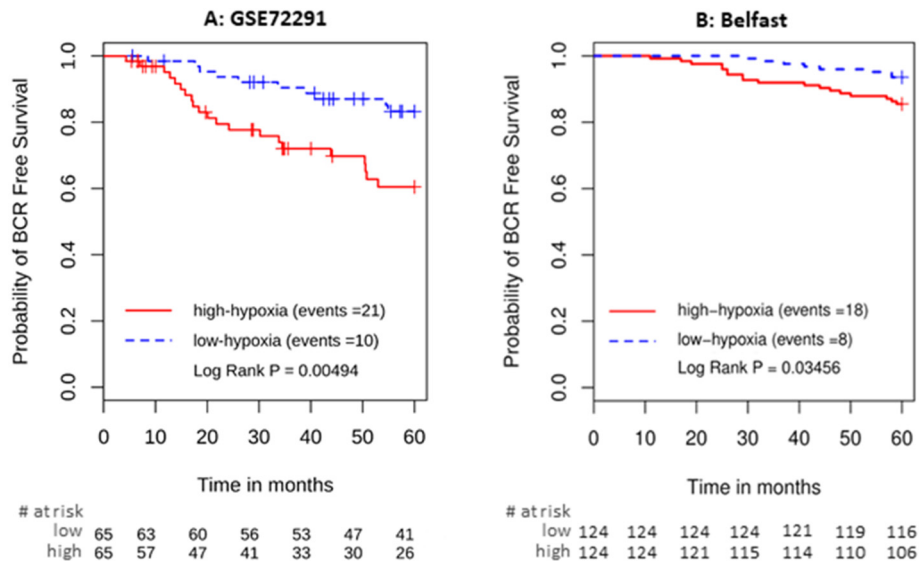 A: GSE72291
Probability of BCR Free Survival
1.0
0.8
0.6
0.4
0.2
0.0
high-hypoxia (events =21)
low-hypoxia (events =10)
Log Rank P = 0.00494
0 10 20 30 40 50 60
Time in months
# at risk
low 65 63 60 56 53 47 41
high 65 57 47 41 33 30 26
B: Belfast
Probability of BCR Free Survival
1.0
0.8
0.6
0.4
0.2
0.0
high−hypoxia (events =18)
low−hypoxia (events =8)
Log Rank P = 0.03456
0 10 20 30 40 50 60
Time in months
# at risk
low 124 124 124 124 121 119 116
high 124 124 121 115 114 110 106